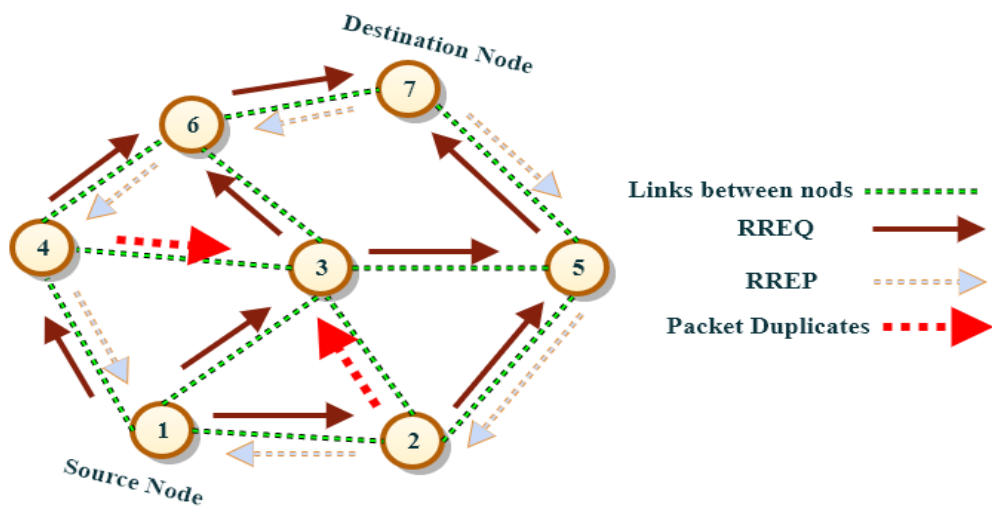 Destination Node
7
6
4
3
5
1
2
Source Node
Links between nods
RREQ
RREP
Packet Duplicates